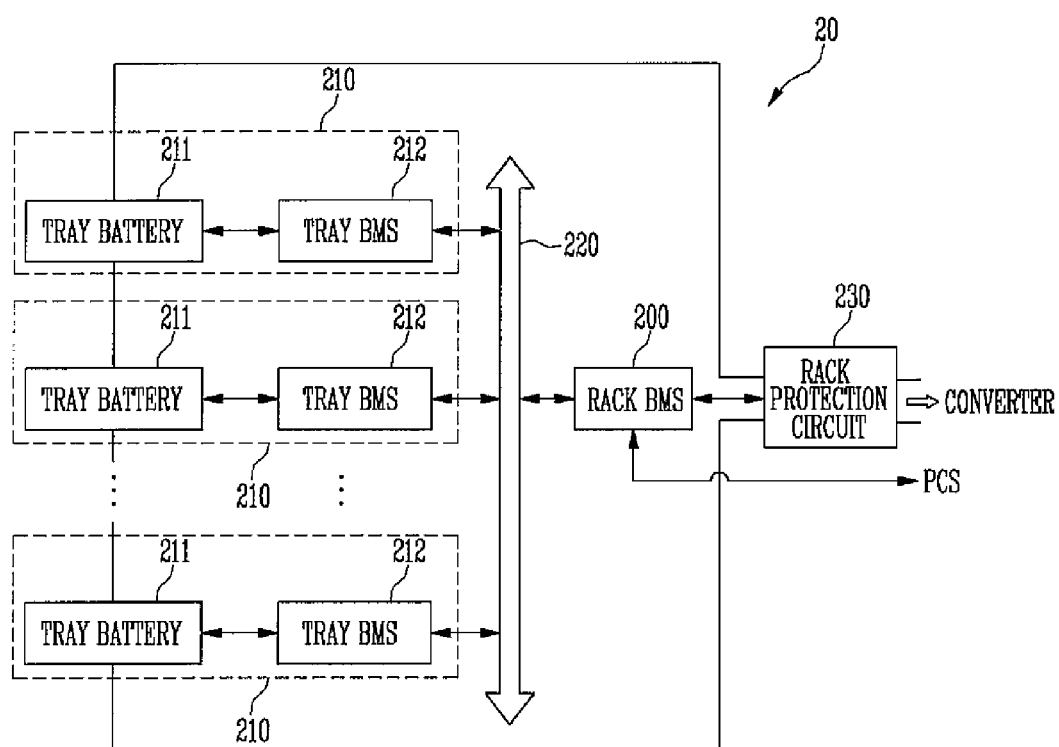 20
210
211
212
TRAY BATTERY
TRAY BMS
220
211
212
200
230
TRAY BATTERY
TRAY BMS
RACK BMS
RACK
PROTECTION
CIRCUIT
CONVERTER
210
PCS
211
212
TRAY BATTERY
TRAY BMS
210